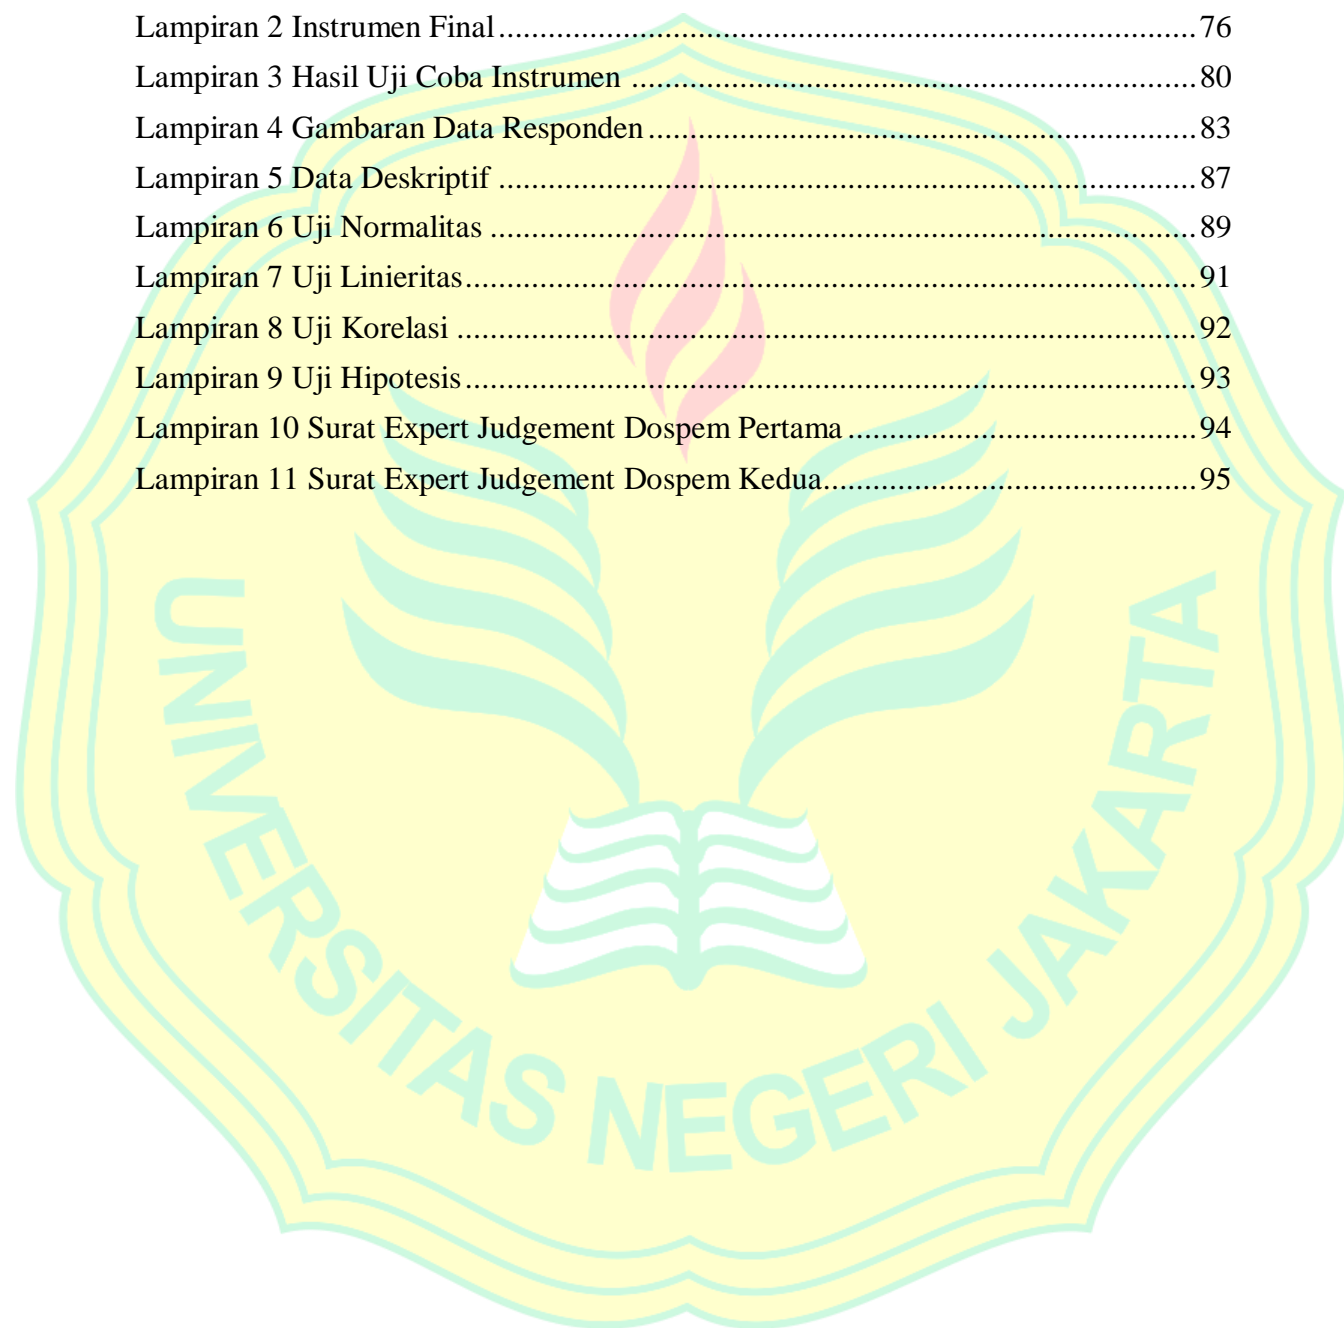 Lampiran 2 Instrumen Final........................................................................................76
Lampiran 3 Hasil Uji Coba Instrumen .......................................................................80
Lampiran 4 Gambaran Data Responden.....................................................................83
Lampiran 5 Data Deskriptif ........................................................................................87
Lampiran 6 Uji Normalitas .........................................................................................89
Lampiran 7 Uji Linieritas............................................................................................91
Lampiran 8 Uji Korelasi .............................................................................................92
Lampiran 9 Uji Hipotesis............................................................................................93
Lampiran 10 Surat Expert Judgement Dospem Pertama............................................94
Lampiran 11 Surat Expert Judgement Dospem Kedua...............................................95
UNIVERSITAS NEGERI JAKARTA